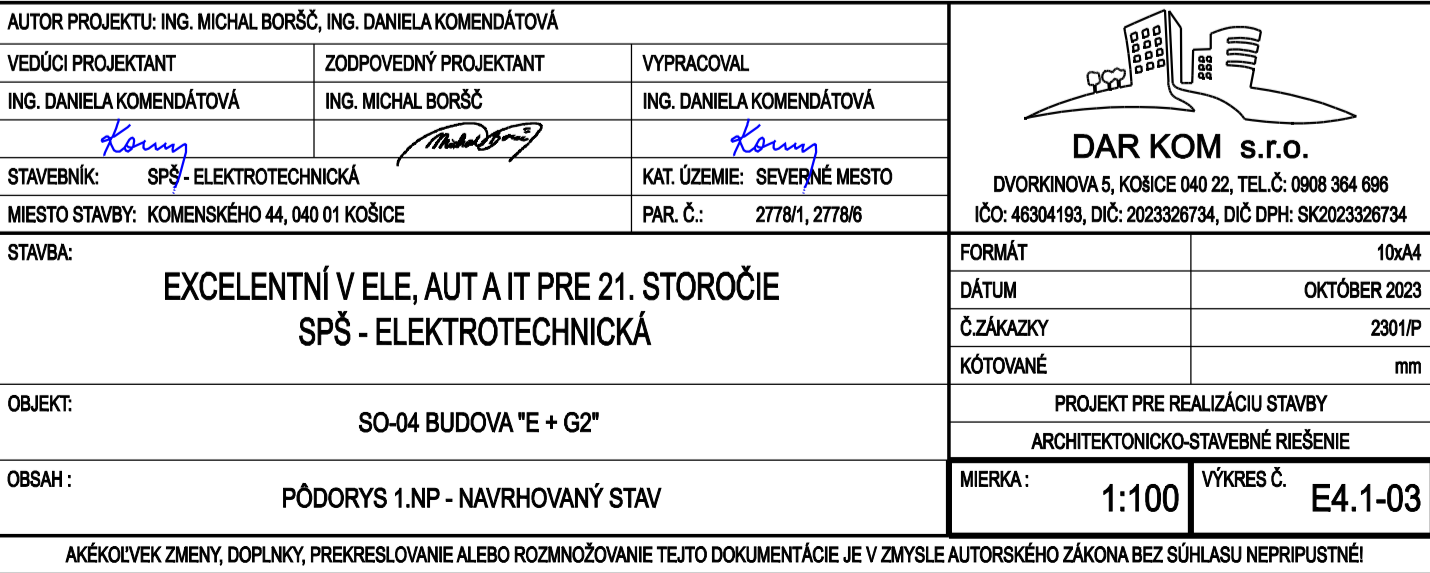 AUTOR PROJEKTU: ING. MICHAL BORŠČ, ING. DANIELA KOMENDÁTOVÁ
VEDÚCI PROJEKTANT ZODPOVEDNÝ PROJEKTANT VYPRACOVAL
ING. DANIELA KOMENDÁTOVÁ ING. MICHAL BORŠČ ING. DANIELA KOMENDÁTOVÁ
STAVEBNÍK: SPŠ - ELEKTROTECHNICKÁ KAT. ÚZEMIE: SEVERNÉ MESTO
MIESTO STAVBY: KOMENSKÉHO 44, 040 01 KOŠICE PAR. Č.: 2778/1, 2778/6
DAR KOM s.r.o.
DVORKINOVA 5, KOšICE 040 22, TEL.Č: 0908 364 696
IČO: 46304193, DIČ: 2023326734, DIČ DPH: SK2023326734
STAVBA:
EXCELENTNÍ V ELE, AUT A IT PRE 21. STOROČIE
SPŠ - ELEKTROTECHNICKÁ
FORMÁT 10xA4
DÁTUM OKTÓBER 2023
Č.ZÁKAZKY 2301/P
KÓTOVANÉ mm
OBJEKT:
SO-04 BUDOVA "E + G2"
PROJEKT PRE REALIZÁCIU STAVBY
ARCHITEKTONICKO-STAVEBNÉ RIEŠENIE
OBSAH :
PÔDORYS 1.NP - NAVRHOVANÝ STAV
MIERKA : 1:100
VÝKRES Č. E4.1-03
AKÉKOĽVEK ZMENY, DOPLNKY, PREKRESLOVANIE ALEBO ROZMNOŽOVANIE TEJTO DOKUMENTÁCIE JE V ZMYSLE AUTORSKÉHO ZÁKONA BEZ SÚHLASU NEPRIPUSTNÉ!